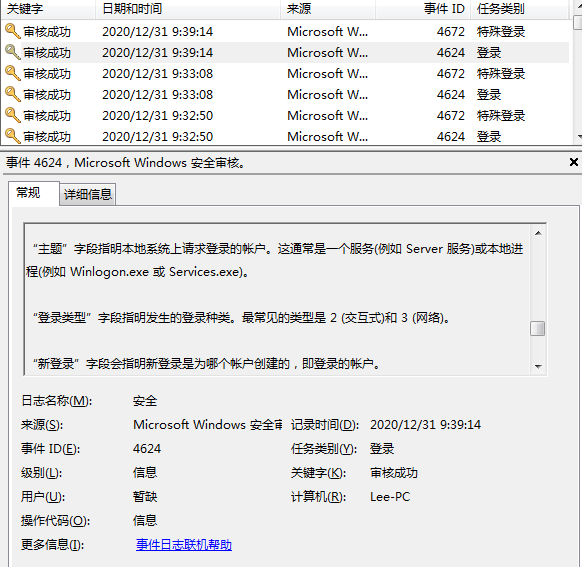 关键字 日期和时间 来源 事件 ID 任务类别
审核成功 2020/12/31 9:39:14 Microsoft W... 4672 特殊登录
审核成功 2020/12/31 9:39:14 Microsoft W... 4624 登录
审核成功 2020/12/31 9:33:08 Microsoft W... 4672 特殊登录
审核成功 2020/12/31 9:33:08 Microsoft W... 4624 登录
审核成功 2020/12/31 9:32:50 Microsoft W... 4672 特殊登录
审核成功 2020/12/31 9:32:50 Microsoft W... 4624 登录
事件 4624，Microsoft Windows 安全审核。
常规 详细信息
“主题”字段指明本地系统上请求登录的帐户。这通常是一个服务(例如 Server 服务)或本地进
程(例如 Winlogon.exe 或 Services.exe)。
“登录类型”字段指明发生的登录种类。最常见的类型是 2 (交互式)和 3 (网络)。
“新登录”字段会指明新登录是为哪个帐户创建的，即登录的帐户。
日志名称(M): 安全
来源(S): Microsoft Windows 安全审 记录时间(D): 2020/12/31 9:39:14
事件 ID(E): 4624 任务类别(Y): 登录
级别(L): 信息 关键字(K): 审核成功
用户(U): 暂缺 计算机(R): Lee-PC
操作代码(O): 信息
更多信息(I): 事件日志联机帮助